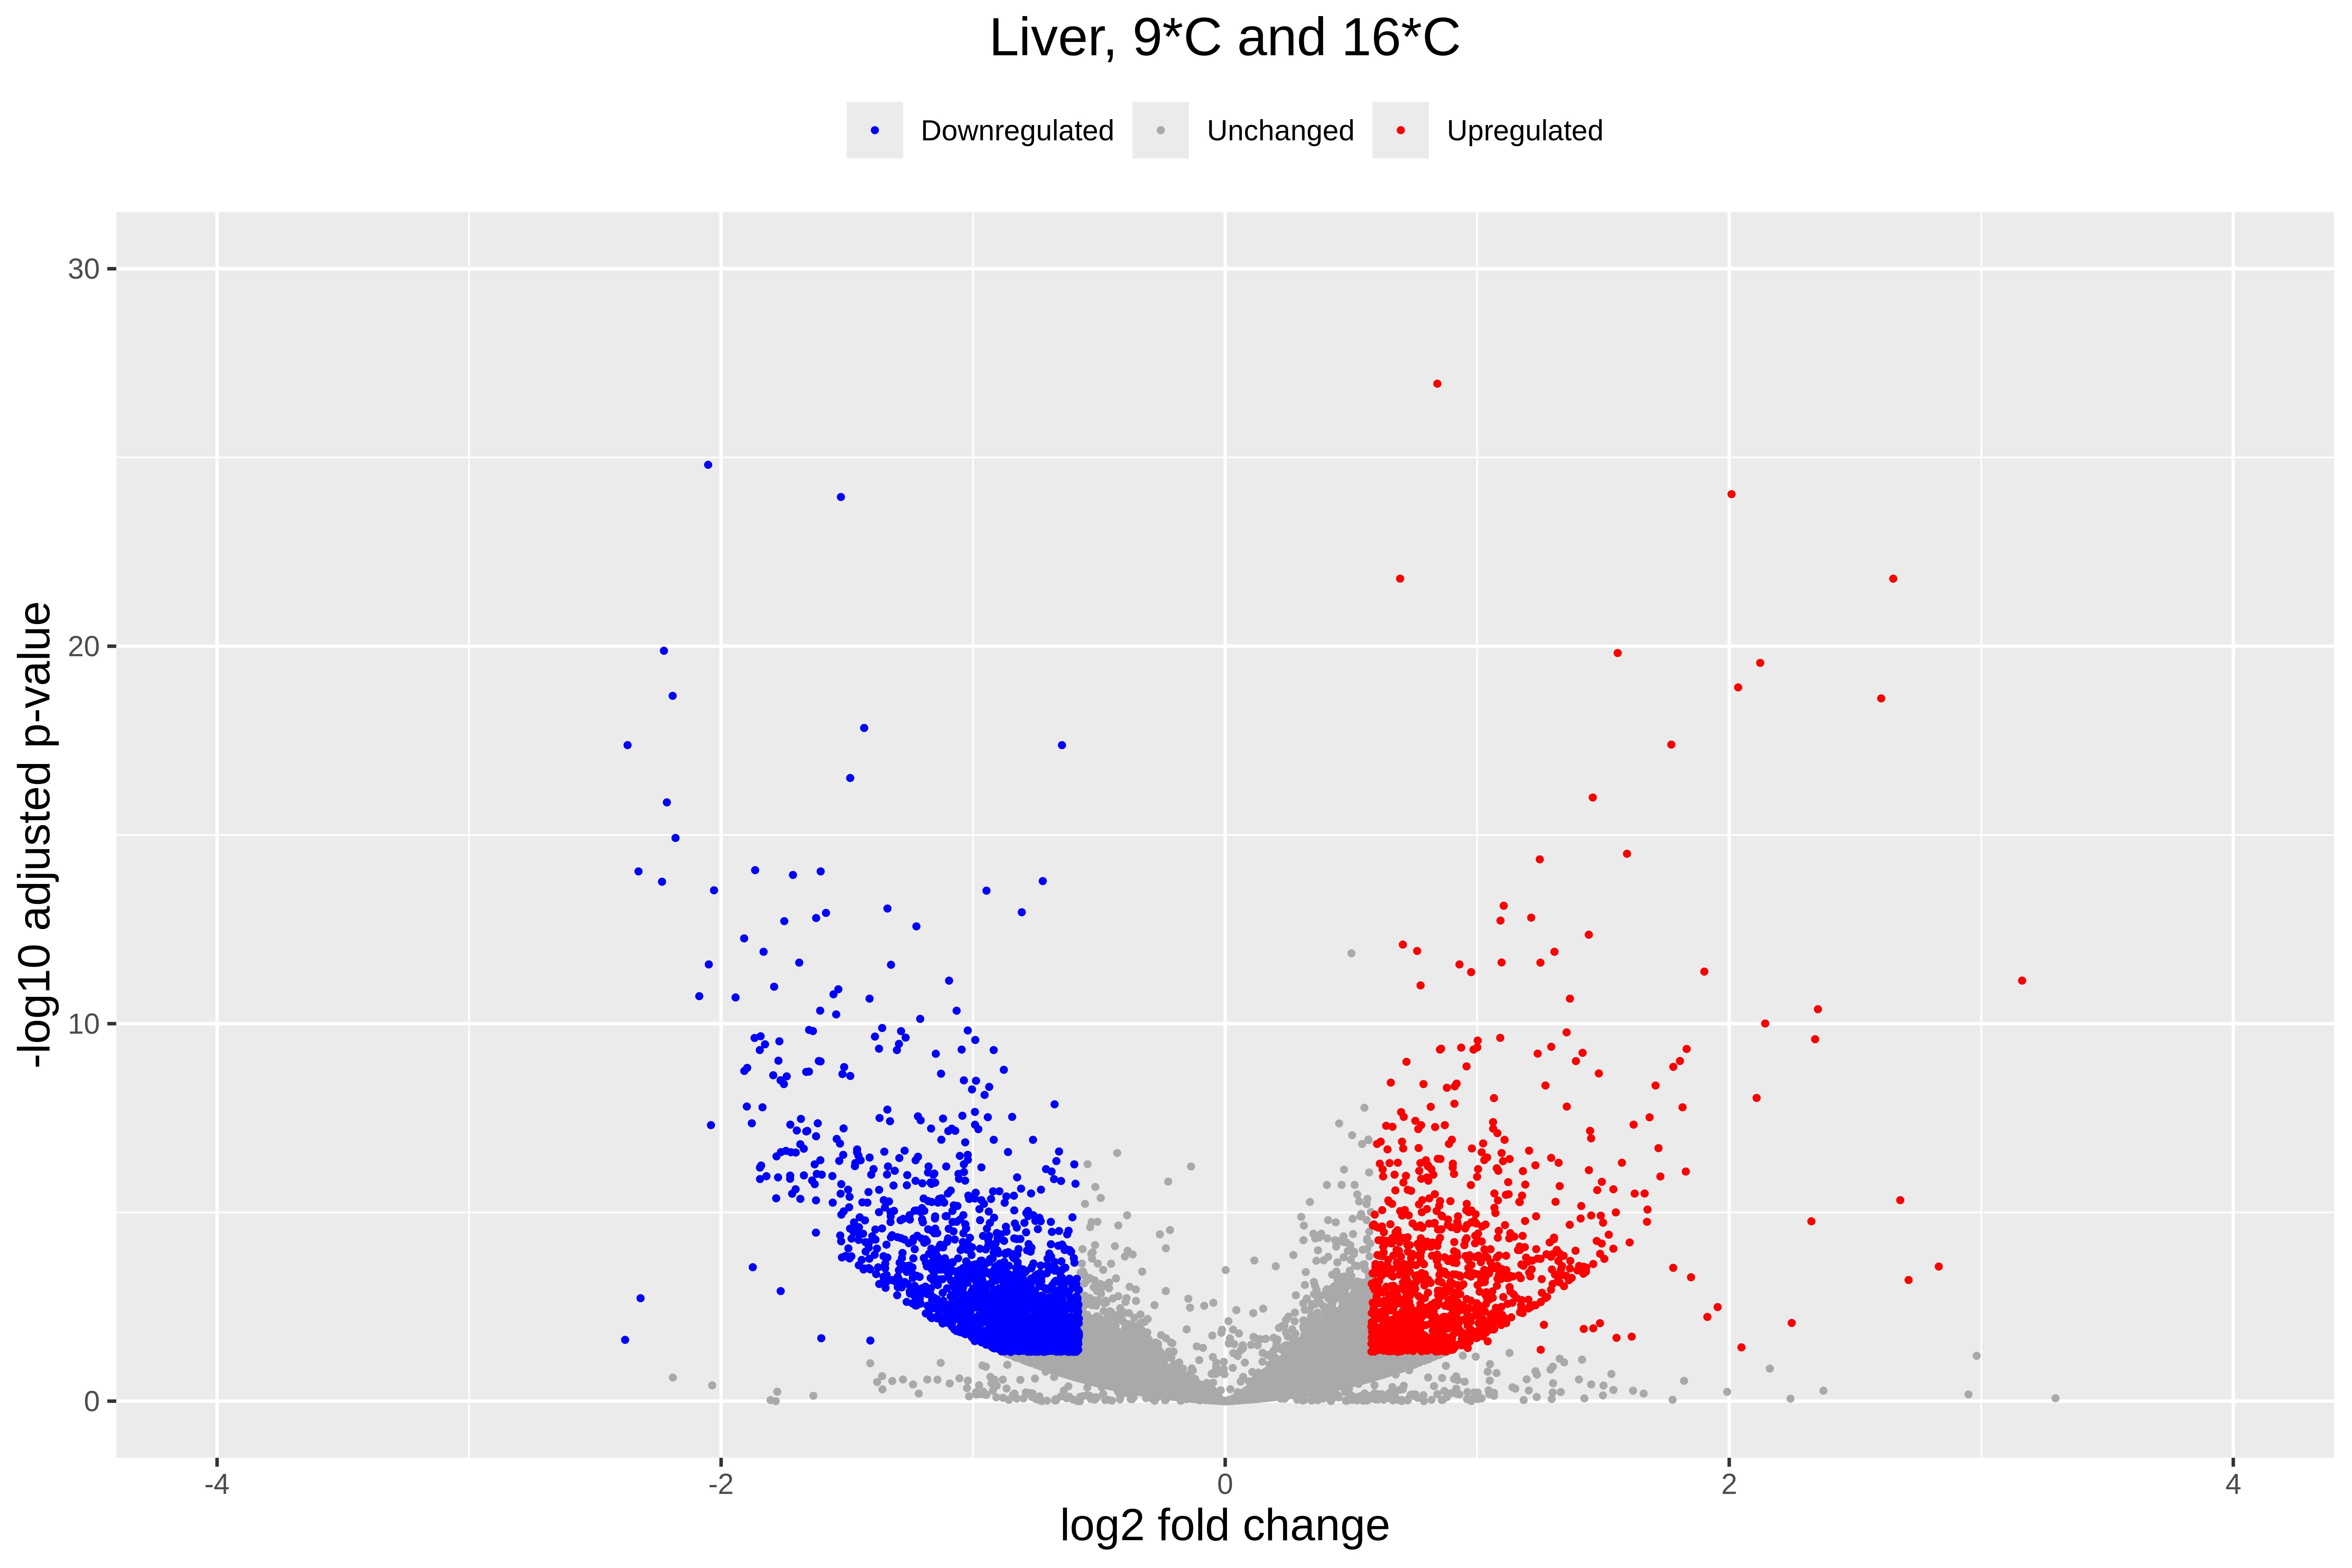 Liver, 9*C and 16*C
Downregulated Unchanged Upregulated
-log10 adjusted p-value
30
20
10
0
-4 -2 0 2 4
log2 fold change